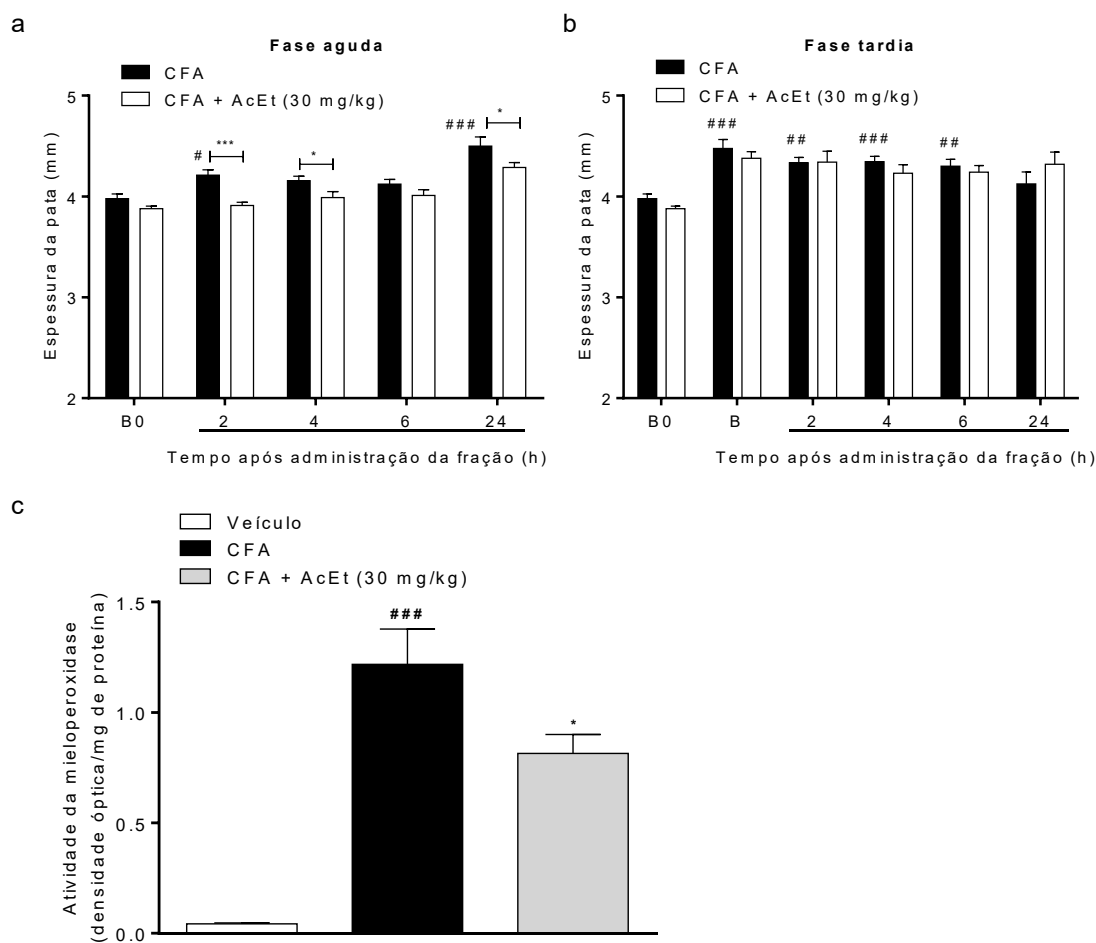 a
Fase aguda
CFA
CFA + AcEt (30 mg/kg)
Espessura da pata (mm)
5
4
3
2
#
***
*
###
*
B0 2 4 6 24
Tempo após administração da fração (h)
b
Fase tardia
CFA
CFA + AcEt (30 mg/kg)
Espessura da pata (mm)
5
4
3
2
###
##
###
##
B0 B 2 4 6 24
Tempo após administração da fração (h)
c
Veículo
CFA
CFA + AcEt (30 mg/kg)
Atividade da mieloperoxidase
(densidade óptica/mg de proteína)
1.5
1.0
0.5
0.0
###
*